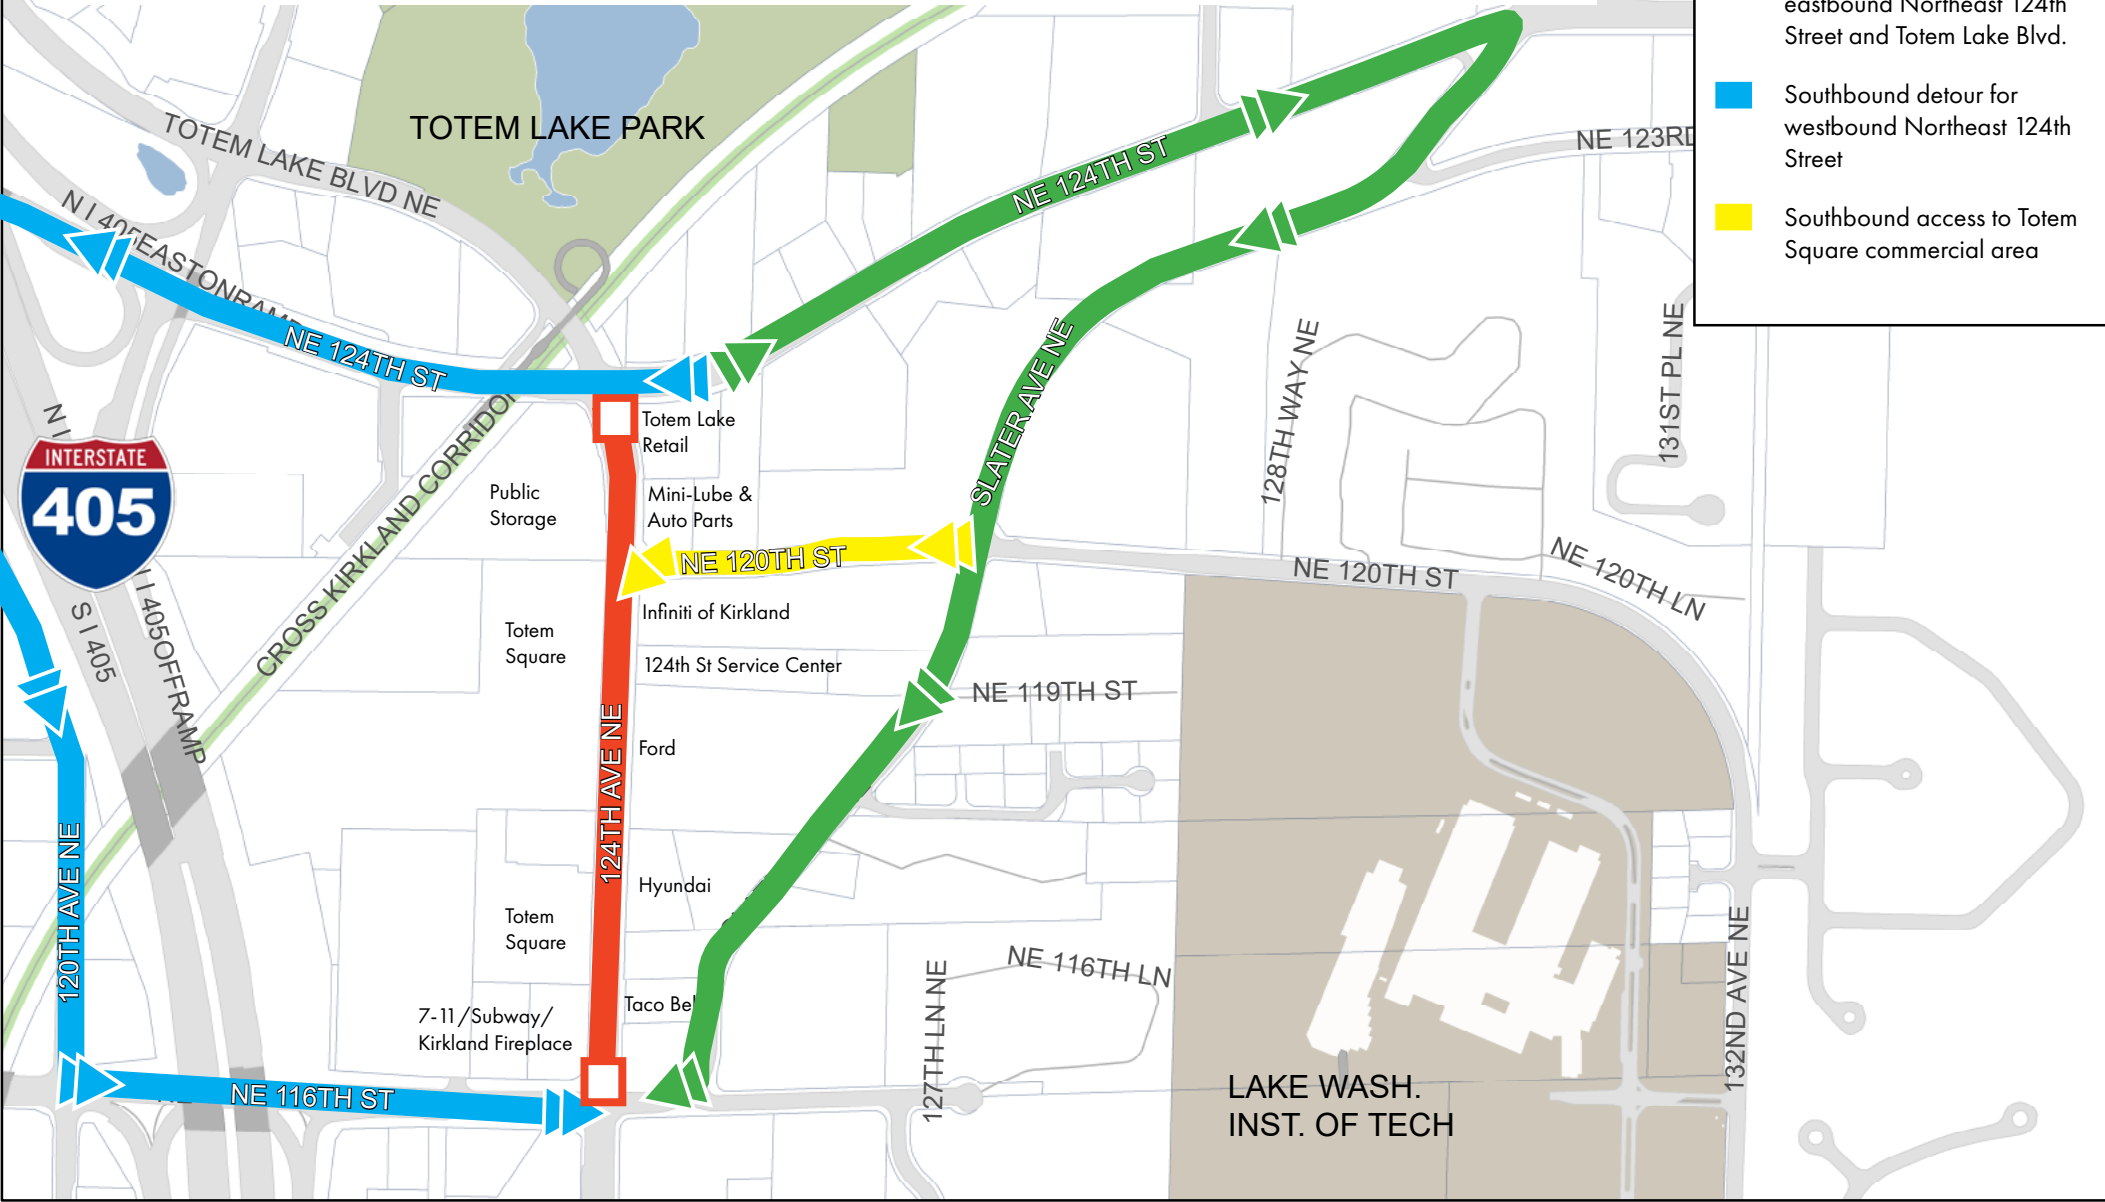 eastbound Northeast 124th
Street and Totem Lake Blvd.
Southbound detour for
westbound Northeast 124th
Street
Southbound access to Totem
Square commercial area
TOTEM LAKE PARK
TOTEM LAKE BLVD NE
NE 124TH ST
NE 123RD
N I 405EASTONRAMP
NE 124TH ST
Totem Lake
Retail
SLATER AVE NE
128TH WAY NE
131ST PL NE
N I
INTERSTATE
405
CROSS KIRKLAND CORRIDOR
Public
Storage
Mini-Lube &
Auto Parts
NE 120TH ST
NE 120TH ST
NE 120TH LN
Infiniti of Kirkland
S I 405
I 405OFFRAMP
Totem
Square
124th St Service Center
NE 119TH ST
124TH AVE NE
Ford
120TH AVE NE
Hyundai
Totem
Square
NE 116TH LN
127TH LN NE
132ND AVE NE
Taco Bel
7-11/Subway/
Kirkland Fireplace
NE 116TH ST
LAKE WASH.
INST. OF TECH